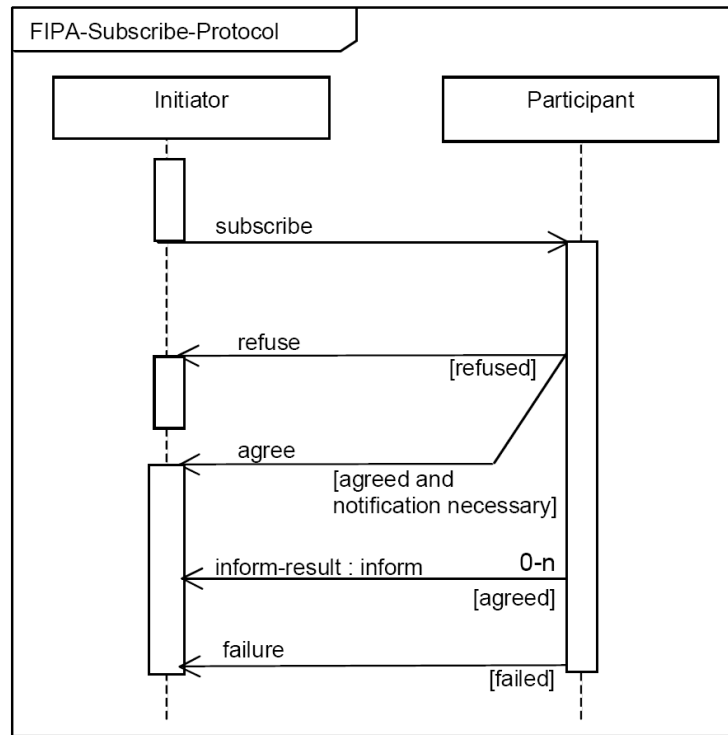 FIPA-Subscribe-Protocol
Initiator
Participant
subscribe
refuse
[refused]
agree
[agreed and
notification necessary]
inform-result : inform
0-n
[agreed]
failure
[failed]